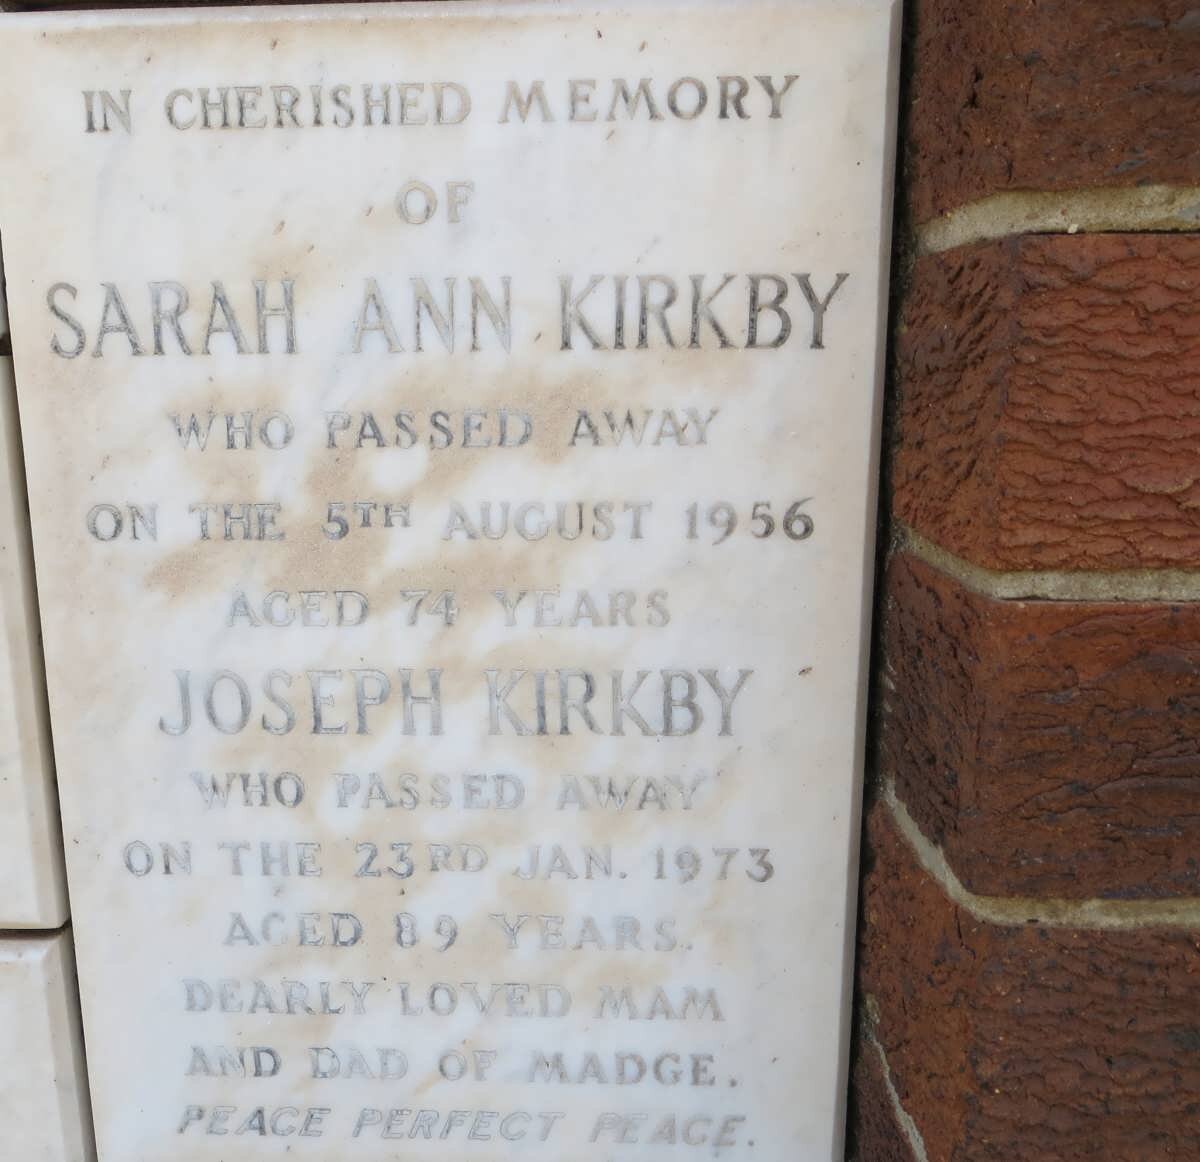 IN CHERISHED MEMORY
OF
SARAH ANN KIRKBY
WHO PASSED AWAY
ON THE 5TH AUGUST 1956
AGED 74 YEARS
JOSEPH KIRKBY
WHO PASSED AWAY
ON THE 23RD JAN. 1973
AGED 89 YEARS.
DEARLY LOVED MAM
AND DAD OF MADGE.
PEACE PERFECT PEACE.